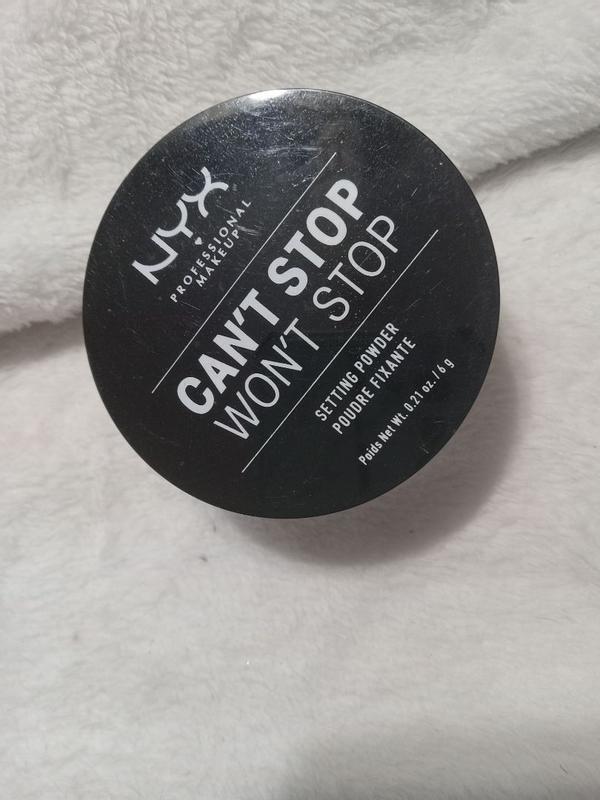 NYX
PROFESSIONAL
MAKEUP
CAN'T STOP
WON'T STOP
SETTING POWDER
POUDRE FIXANTE
Poids Net Wt. 0.21 oz. / 6 g